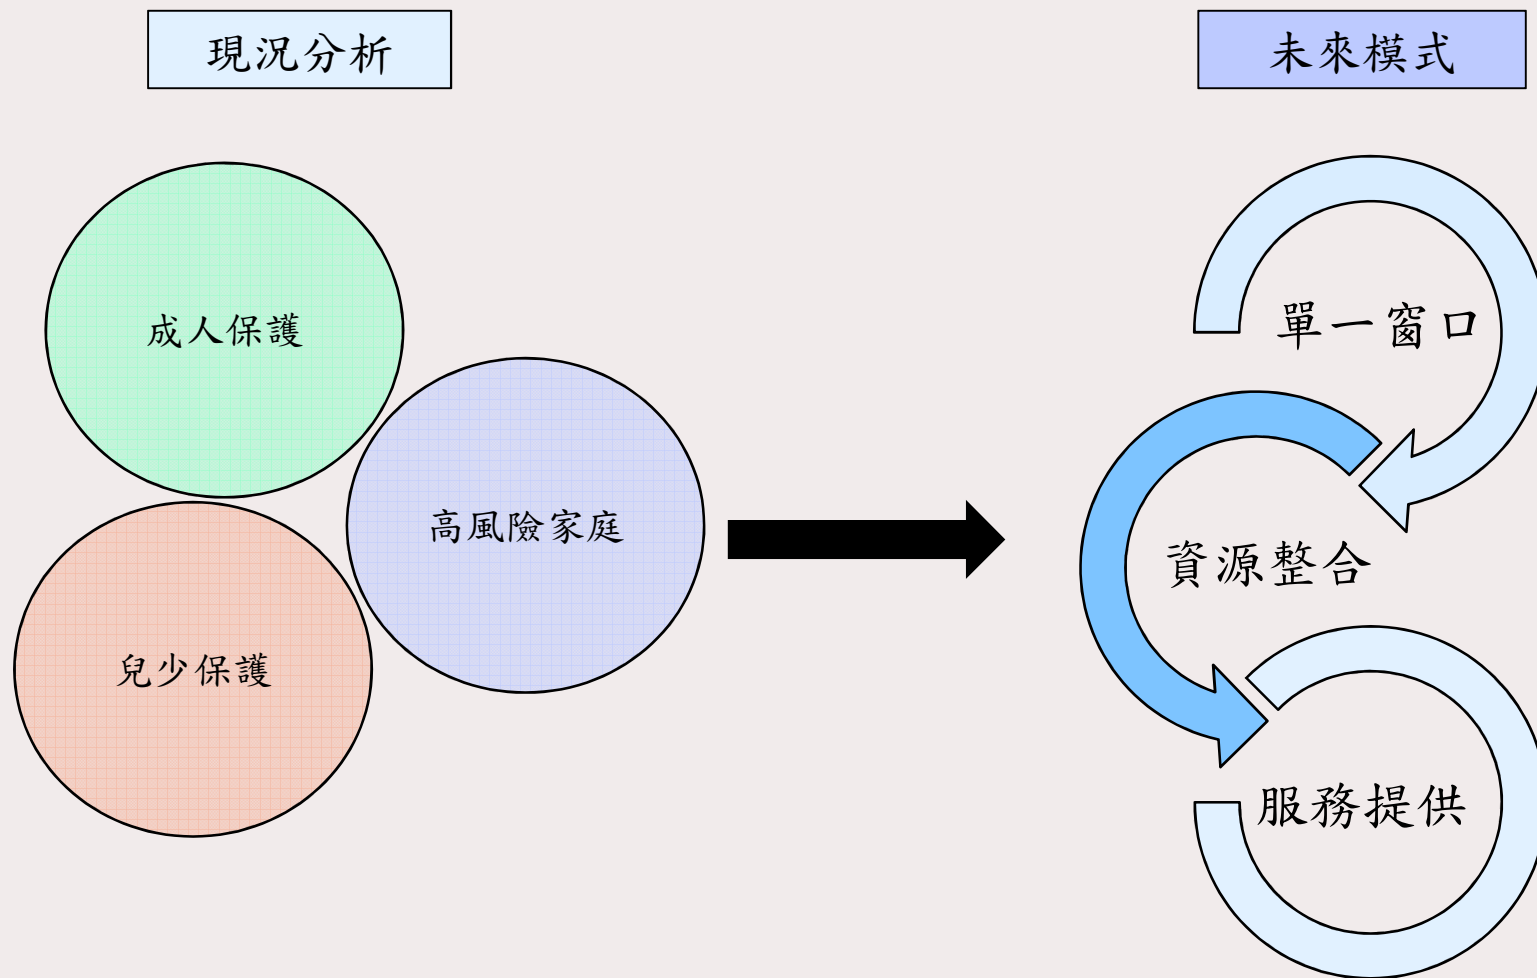 現況分析
未來模式
成人保護
高風險家庭
兒少保護
單一窗口
資源整合
服務提供